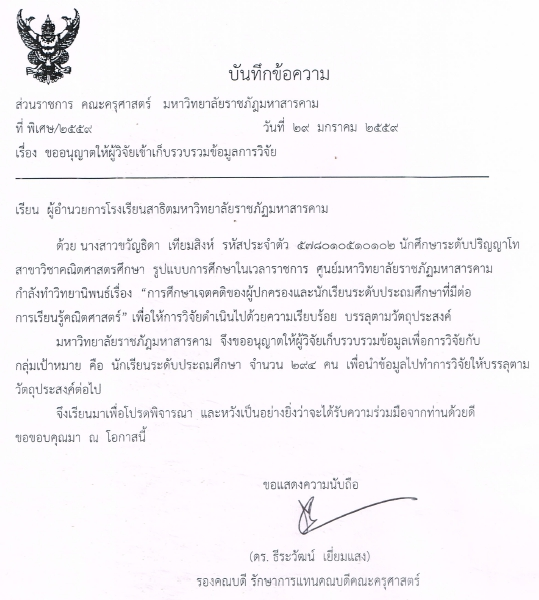 บันทึกข้อความ
ส่วนราชการ คณะครุศาสตร์ มหาวิทยาลัยราชภัฏมหาสารคาม
ที่ พิเศษ/๒๕๕๙ วันที่ ๒๙ มกราคม ๒๕๕๙
เรื่อง ขออนุญาตให้ผู้วิจัยเข้าเก็บรวบรวมข้อมูลการวิจัย
เรียน ผู้อำนวยการโรงเรียนสาธิตมหาวิทยาลัยราชภัฏมหาสารคาม
ด้วย นางสาวขวัญธิดา เทียมสิงห์ รหัสประจำตัว ๕๗๘๐๑๐๕๑๐๑๐๒ นักศึกษาระดับปริญญาโท
สาขาวิชาคณิตศาสตรศึกษา รูปแบบการศึกษาในเวลาราชการ ศูนย์มหาวิทยาลัยราชภัฏมหาสารคาม
กำลังทำวิทยานิพนธ์เรื่อง “การศึกษาเจตคติของผู้ปกครองและนักเรียนระดับประถมศึกษาที่มีต่อ
การเรียนรู้คณิตศาสตร์” เพื่อให้การวิจัยดำเนินไปด้วยความเรียบร้อย บรรลุตามวัตถุประสงค์
มหาวิทยาลัยราชภัฏมหาสารคาม จึงขออนุญาตให้ผู้วิจัยเก็บรวบรวมข้อมูลเพื่อการวิจัยกับ
กลุ่มเป้าหมาย คือ นักเรียนระดับประถมศึกษา จำนวน ๒๙๔ คน เพื่อนำข้อมูลไปทำการวิจัยให้บรรลุตาม
วัตถุประสงค์ต่อไป
จึงเรียนมาเพื่อโปรดพิจารณา และหวังเป็นอย่างยิ่งว่าจะได้รับความร่วมมือจากท่านด้วยดี
ขอขอบคุณมา ณ โอกาสนี้
ขอแสดงความนับถือ
(ดร. ธีระวัฒน์ เยี่ยมแสง)
รองคณบดี รักษาการแทนคณบดีคณะครุศาสตร์